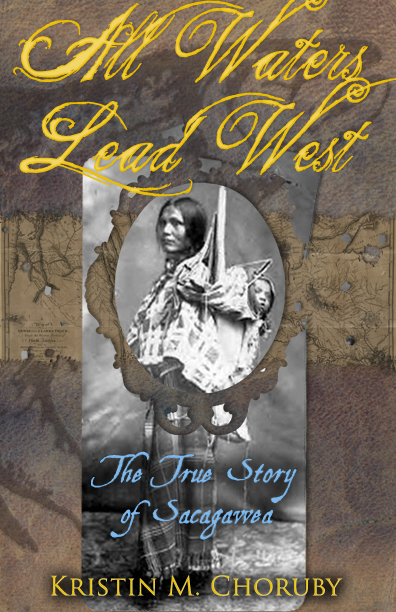 All Waters
Lead West
The True Story
of Sacagawea
KRISTIN M. CHORUBY